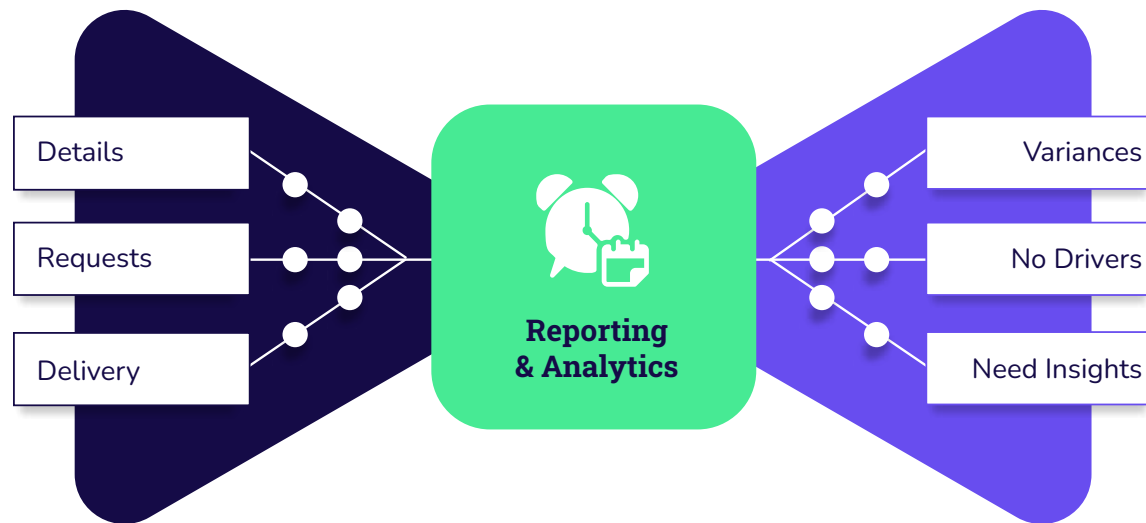 Details
Requests
Delivery
Reporting
& Analytics
Variances
No Drivers
Need Insights